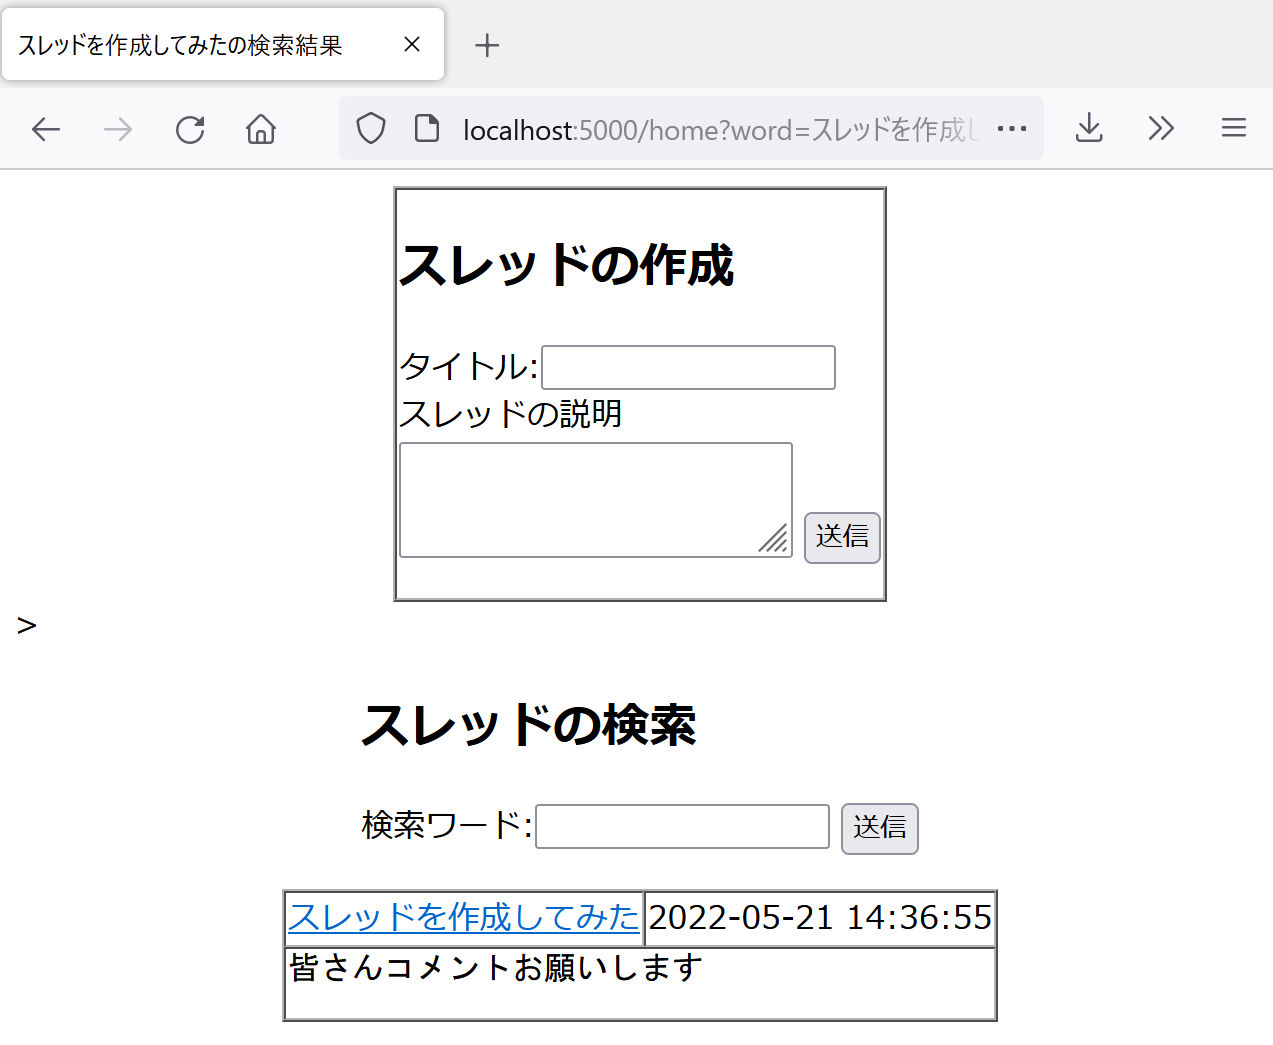 スレッドを作成してみたの検索結果
localhost:5000/home?word=スレッドを作成し
スレッドの作成
タイトル:
スレッドの説明
送信
>
スレッドの検索
検索ワード: 送信
スレッドを作成してみた 2022-05-21 14:36:55
皆さんコメントお願いします